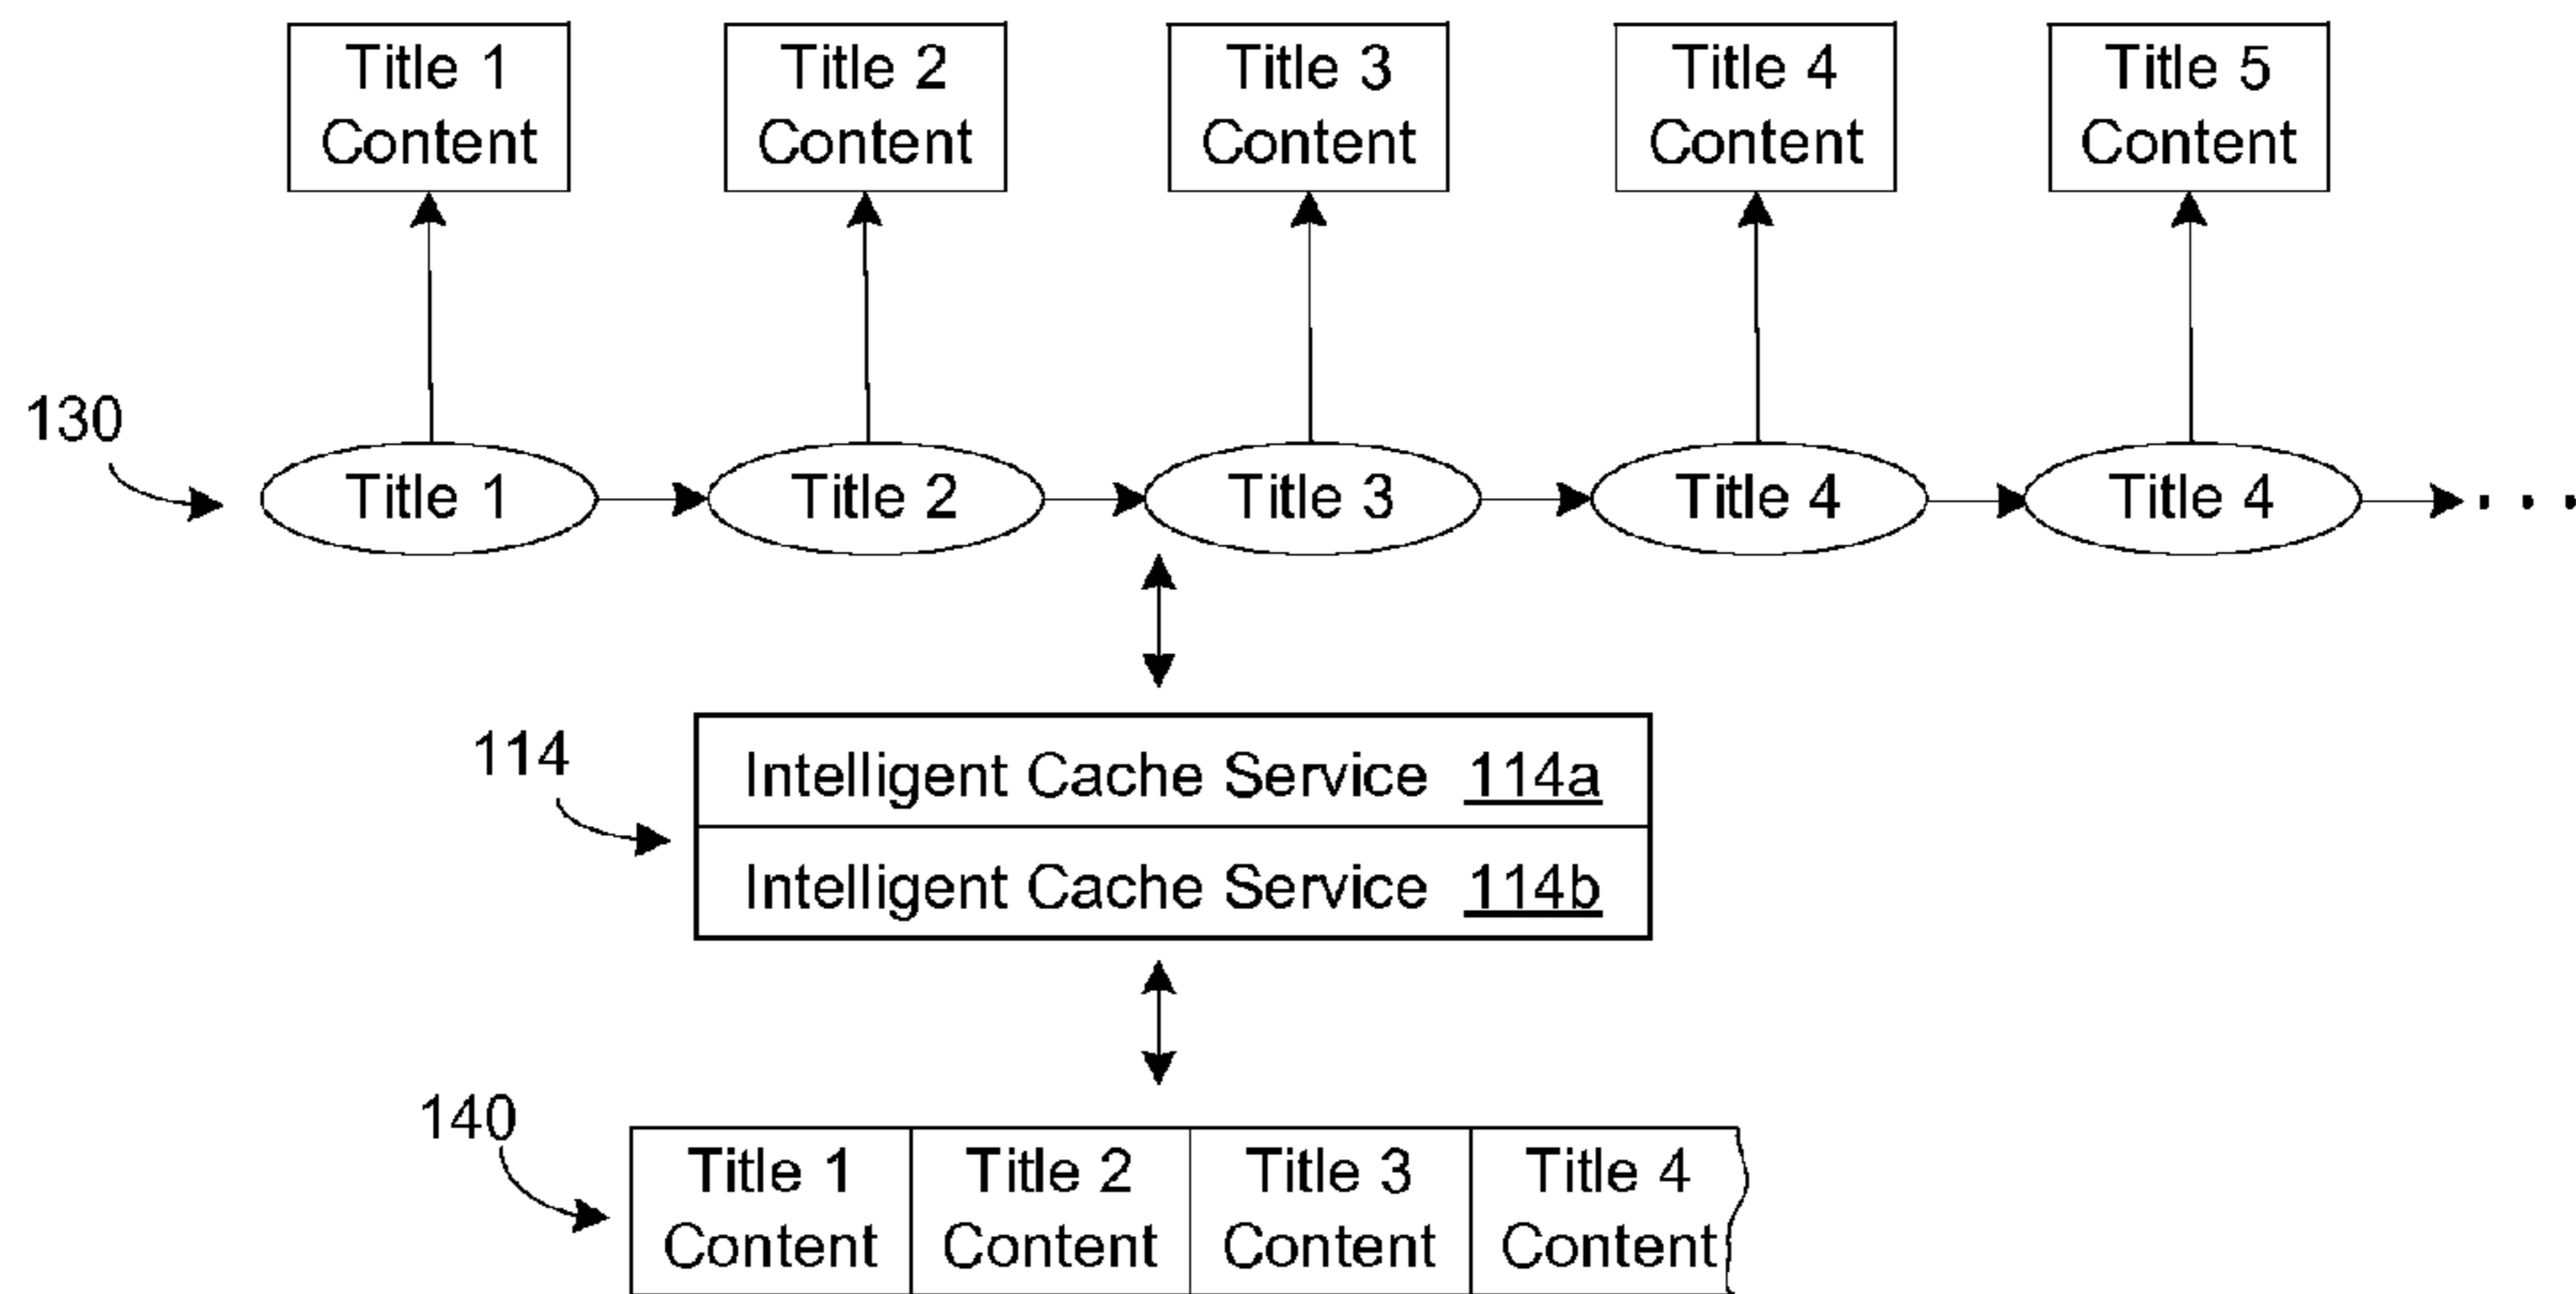 Title 1
Content
Title 2
Content
Title 3
Content
Title 4
Content
Title 5
Content
130
Title 1
Title 2
Title 3
Title 4
Title 4
. . .
114
Intelligent Cache Service 114a
Intelligent Cache Service 114b
140
Title 1
Content
Title 2
Content
Title 3
Content
Title 4
Content